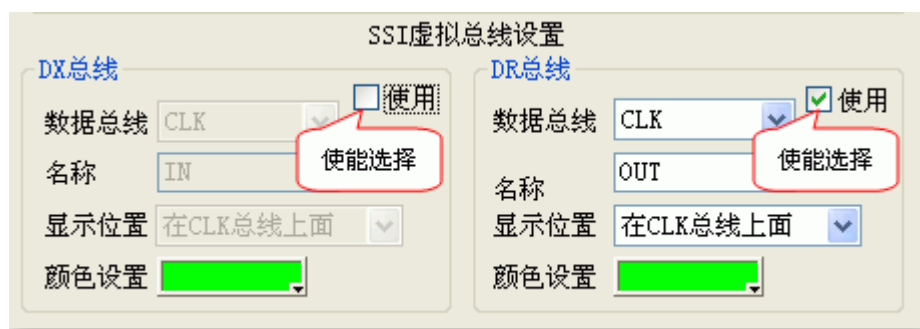 SSI虚拟总线设置
DX总线
使用
数据总线 CLK
使能选择
名称 IN
显示位置 在CLK总线上面
颜色设置
DR总线
使用
数据总线 CLK
使能选择
名称 OUT
显示位置 在CLK总线上面
颜色设置